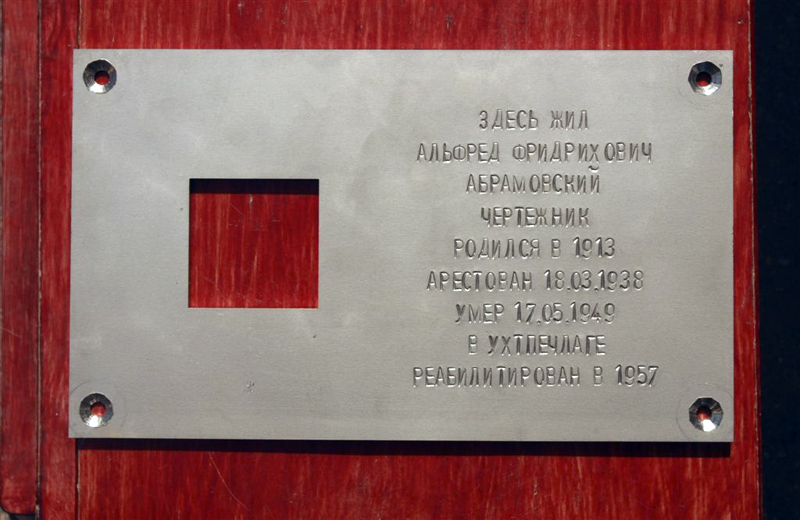 ЗДЕСЬ ЖИЛ
АЛЬФРЕД ФРИДРИХОВИЧ
АБРАМОВСКИЙ
ЧЕРТЕЖНИК
РОДИЛСЯ В 1913
АРЕСТОВАН 18.03.1938
УМЕР 17.05.1949
В УХТПЕЧЛАГЕ
РЕАБИЛИТИРОВАН В 1957